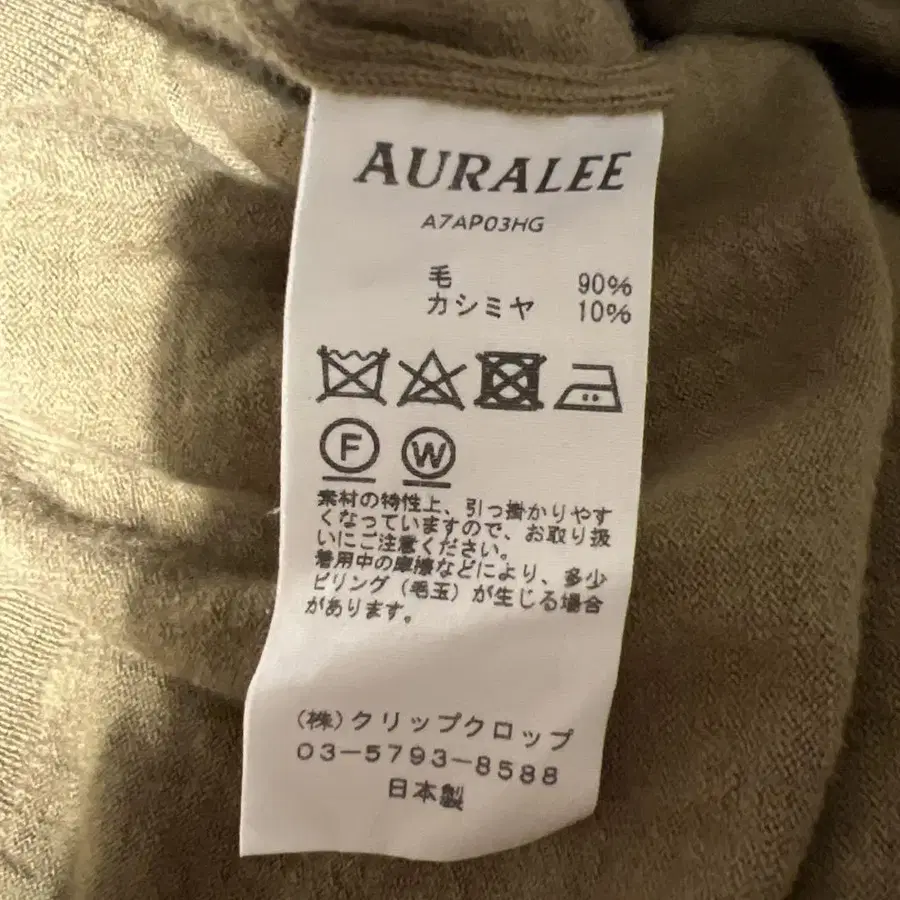 AURALEE
A7AP03HG
毛 90%
カシミヤ 10%
F W
素材の特性上、引っ掛かりやす
くなっていますので、お取り扱
いにご注意ください。
着用中の摩擦などにより、多少
ピリング（毛玉）が生じる場合
があります。
（株）クリップクロップ
03-5793-8588
日本製